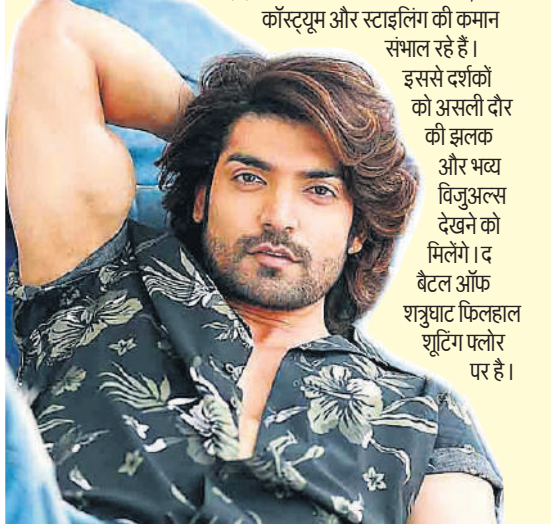 कॉस्ट्यूम और स्टाइलिंग की कमान
संभाल रहे हैं।
इससे दर्शकों
को असली दौर
की झलक
और भव्य
विजुअल्स
देखने को
मिलेंगे। द
बैटल ऑफ
शत्रुघाट फिलहाल
शूटिंग फ्लोर
पर है।